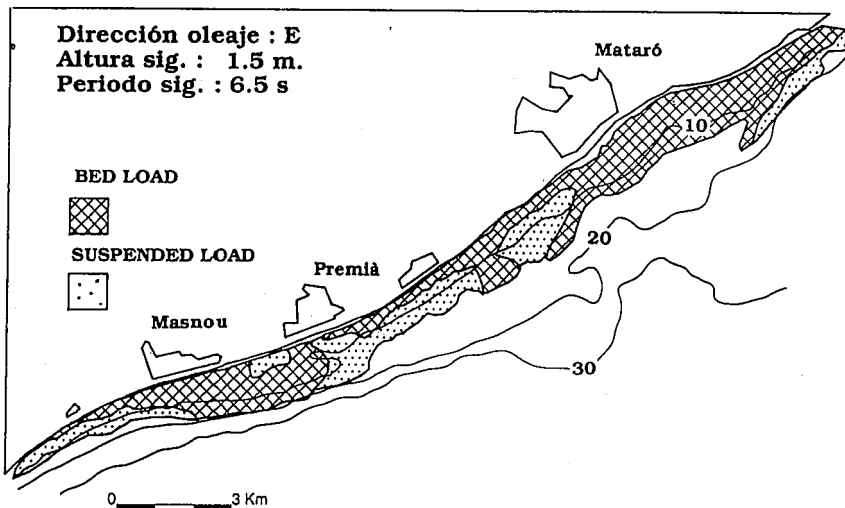 Dirección oleaje : E
Altura sig. : 1.5 m.
Periodo sig. : 6.5 s
Mataró
10
BED LOAD
20
SUSPENDED LOAD
Premià
Masnou
30
0 3 Km